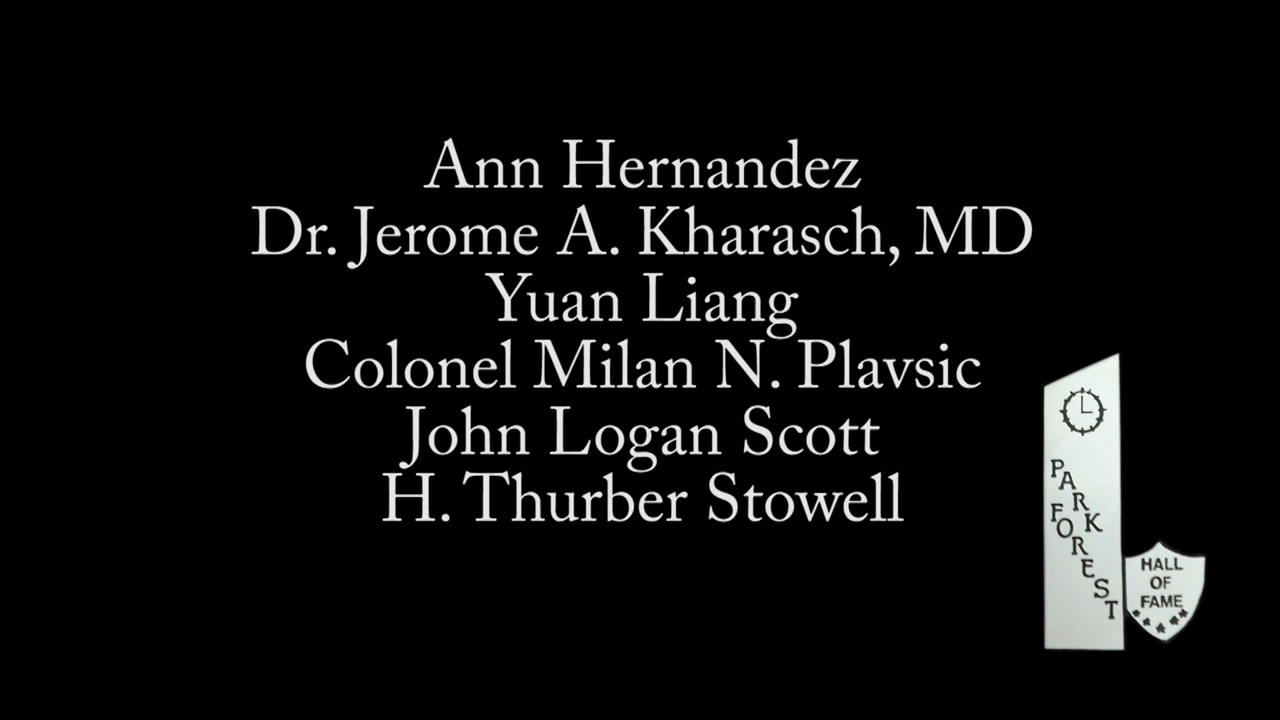 Ann Hernandez
Dr. Jerome A. Kharasch, MD
Yuan Liang
Colonel Milan N. Plavsic
John Logan Scott
H. Thurber Stowell
PARK
FOREST
HALL
OF
FAME